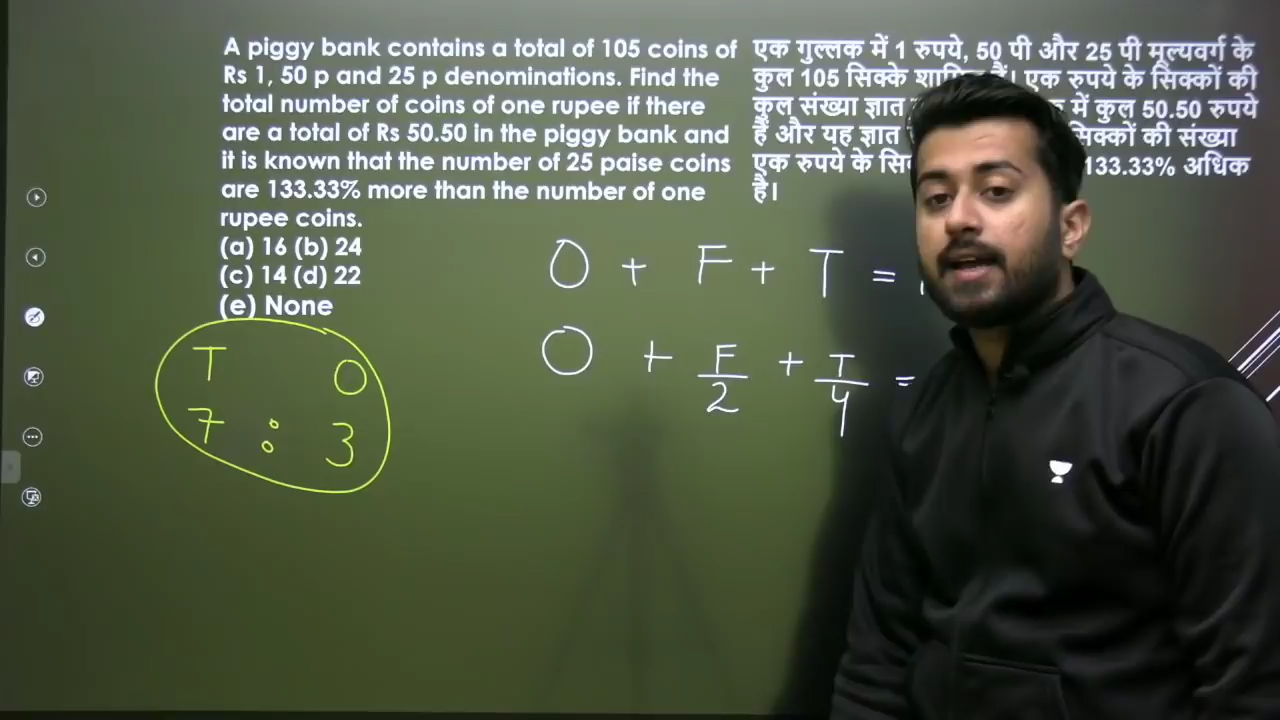 A piggy bank contains a total of 105 coins of
Rs 1, 50 p and 25 p denominations. Find the
total number of coins of one rupee if there
are a total of Rs 50.50 in the piggy bank and
it is known that the number of 25 paise coins
are 133.33% more than the number of one
rupee coins.
(a) 16 (b) 24
(c) 14 (d) 22
(e) None
एक गुल्लक में 1 रुपये, 50 पी और 25 पी मूल्यवर्ग के
कुल 105 सिक्के शामिल हैं। एक रुपये के सिक्कों की
कुल संख्या ज्ञात में कुल 50.50 रुपये
हैं और यह ज्ञात सिक्कों की संख्या
एक रुपये के 133.33% अधिक
है।
O + F + T =
O + F/2 + T/4 =
T O
7 : 3